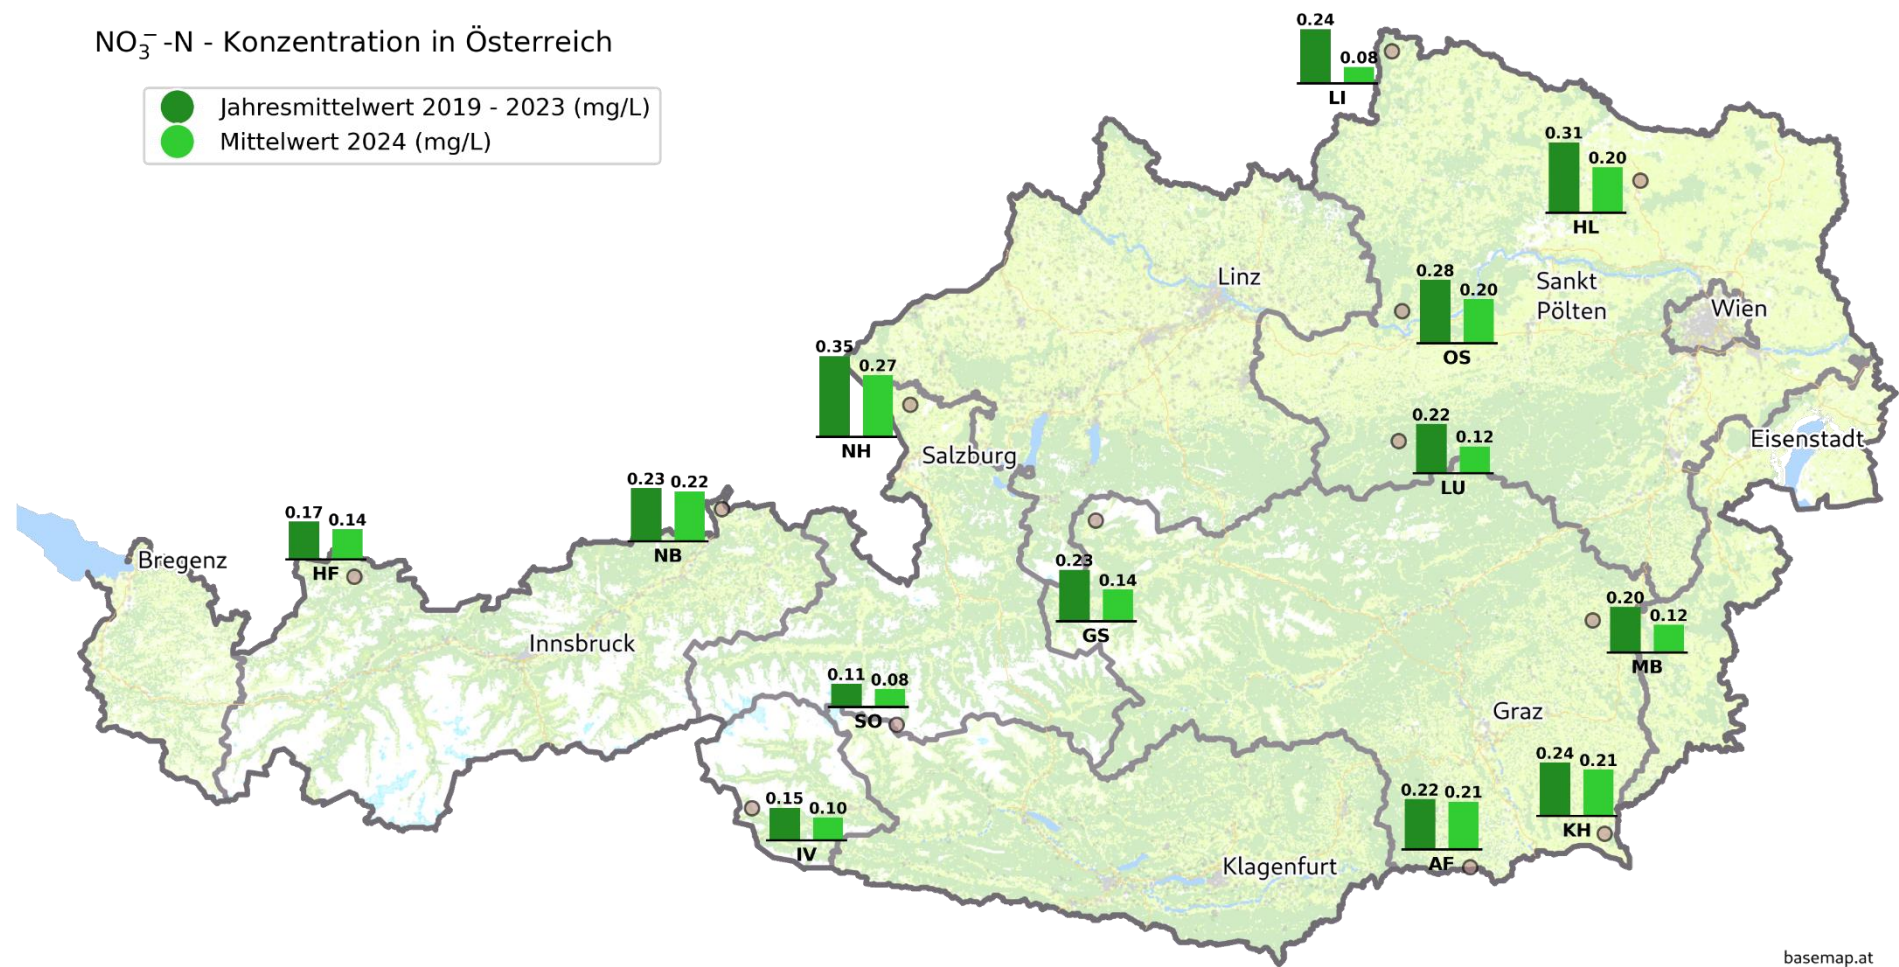 NO₃⁻-N - Konzentration in Österreich
Jahresmittelwert 2019 - 2023 (mg/L)
Mittelwert 2024 (mg/L)
0.24
0.08
LI
0.31
0.20
HL
Linz
0.28
0.20
OS
Sankt
Pölten
Wien
0.35
0.27
NH
Salzburg
0.22
0.12
LU
Eisenstadt
0.23
0.22
NB
0.17
0.14
HF
Bregenz
0.23
0.14
GS
Innsbruck
0.20
0.12
MB
0.11
0.08
SO
Graz
0.24
0.21
KH
0.15
0.10
IV
0.22
0.21
AF
Klagenfurt
basemap.at